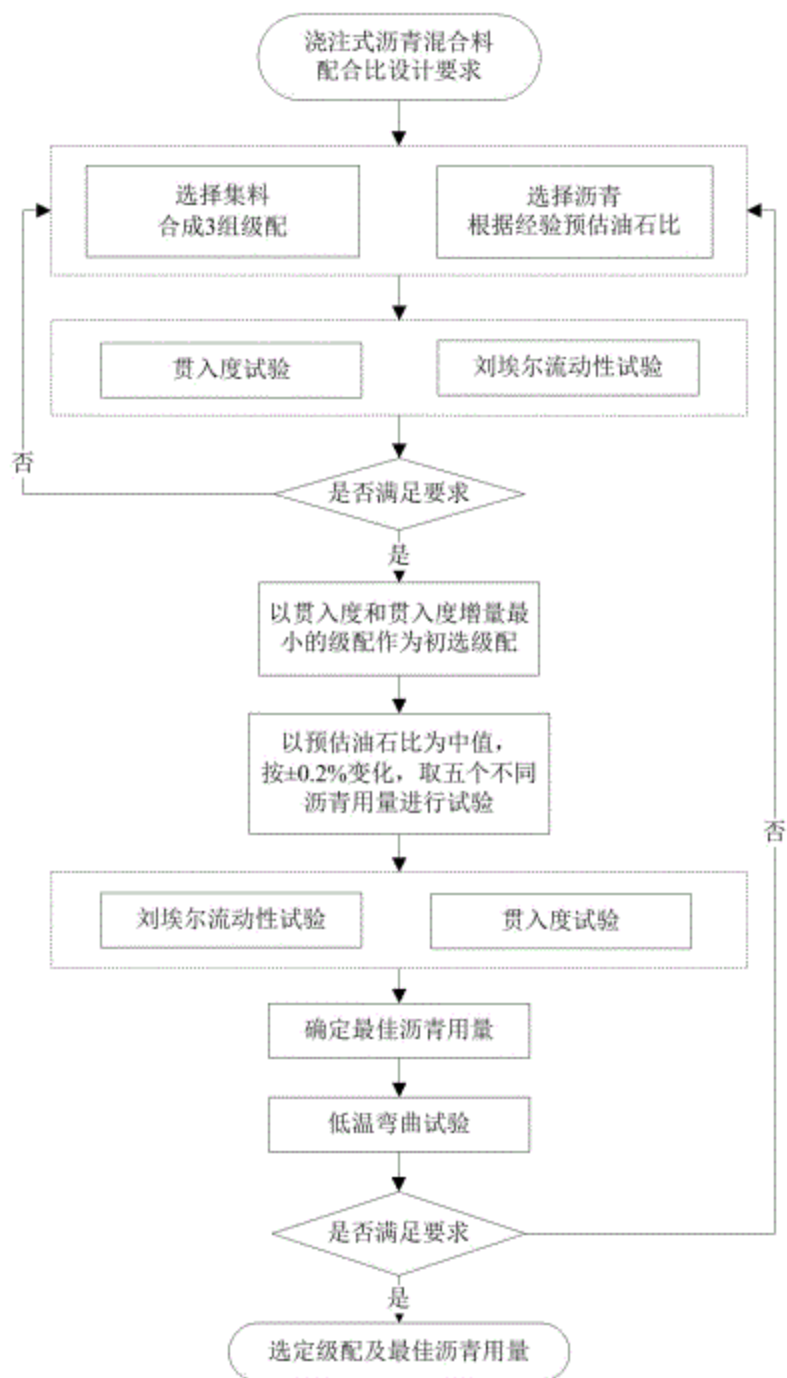 浇注式沥青混合料
配合比设计要求
选择集料
合成3组级配
选择沥青
根据经验预估油石比
贯入度试验
刘埃尔流动性试验
否
是否满足要求
是
以贯入度和贯入度增量最
小的级配作为初选级配
以预估油石比为中值，
按±0.2%变化，取五个不同
沥青用量进行试验
否
刘埃尔流动性试验
贯入度试验
确定最佳沥青用量
低温弯曲试验
是否满足要求
是
选定级配及最佳沥青用量